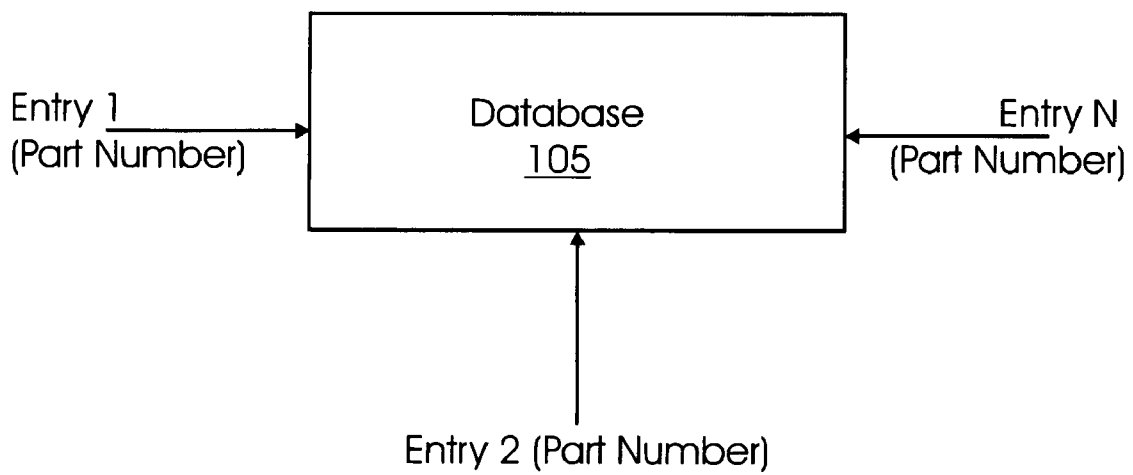 Entry 1
(Part Number)
Database
105
Entry N
(Part Number)
Entry 2 (Part Number)